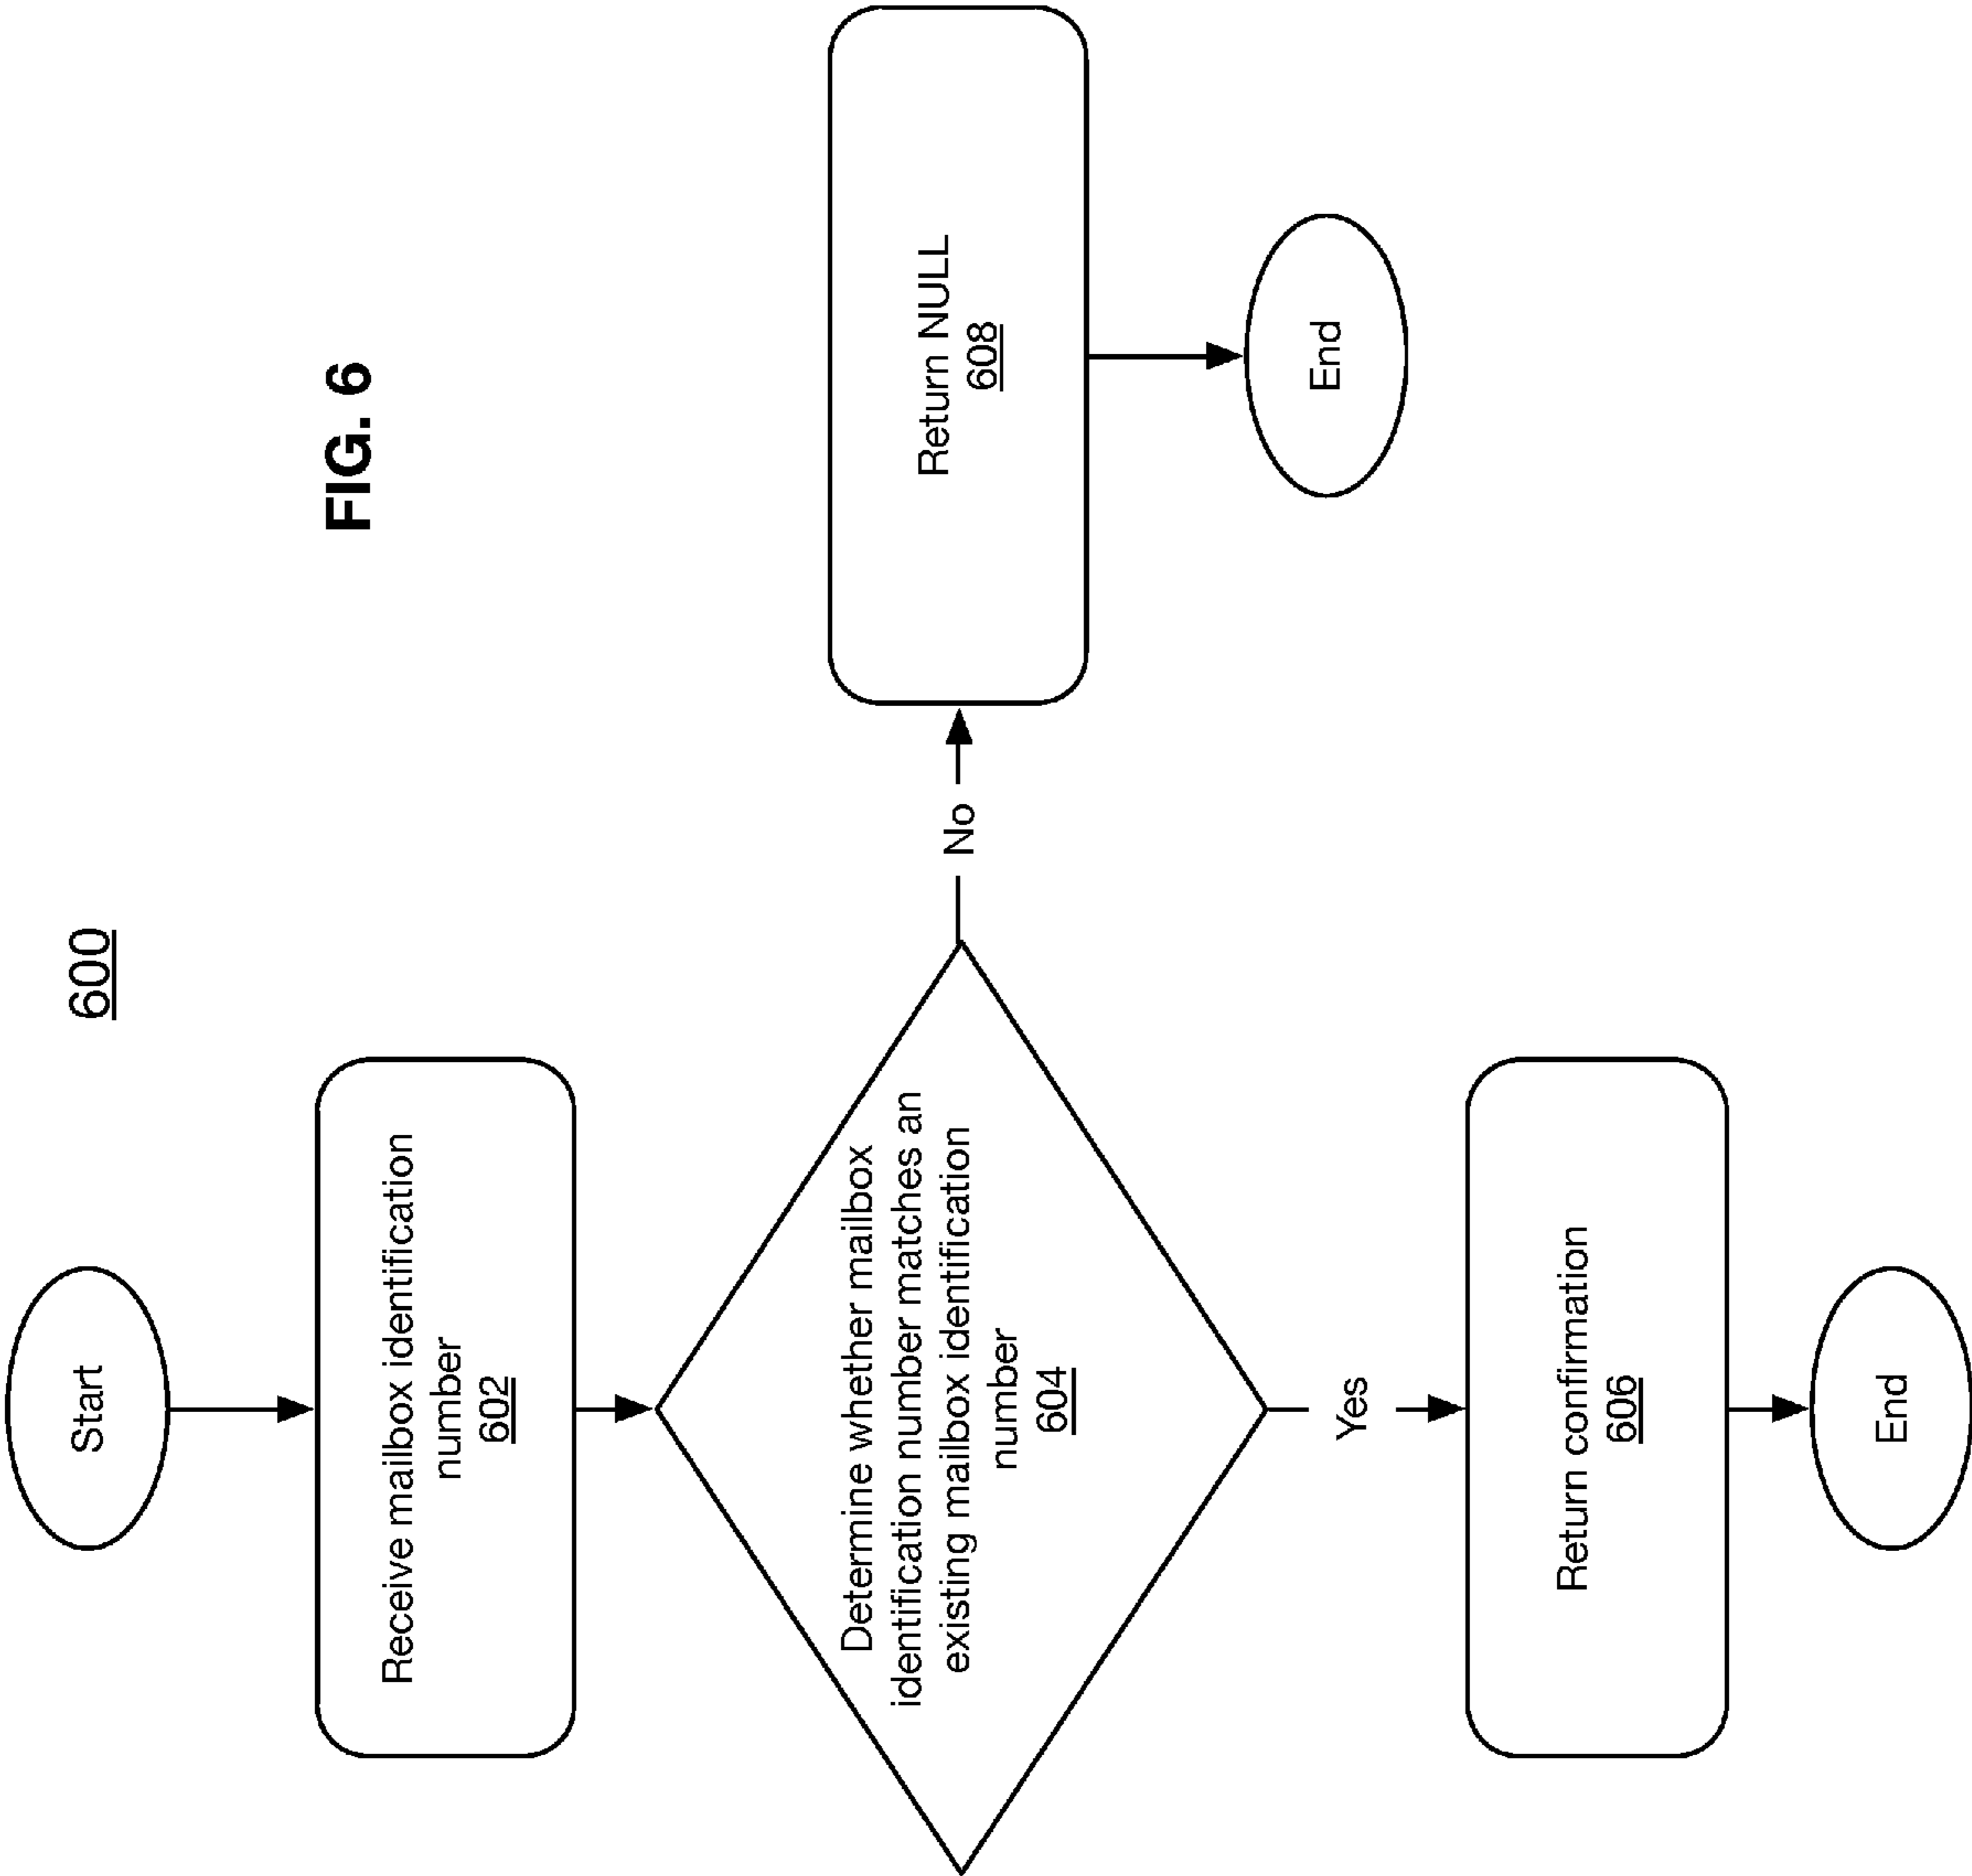 600
FIG. 6
Start
Receive mailbox identification
number
602
Determine whether mailbox
identification number matches an
existing mailbox identification
number
604
No
Return NULL
608
End
Yes
Return confirmation
606
End